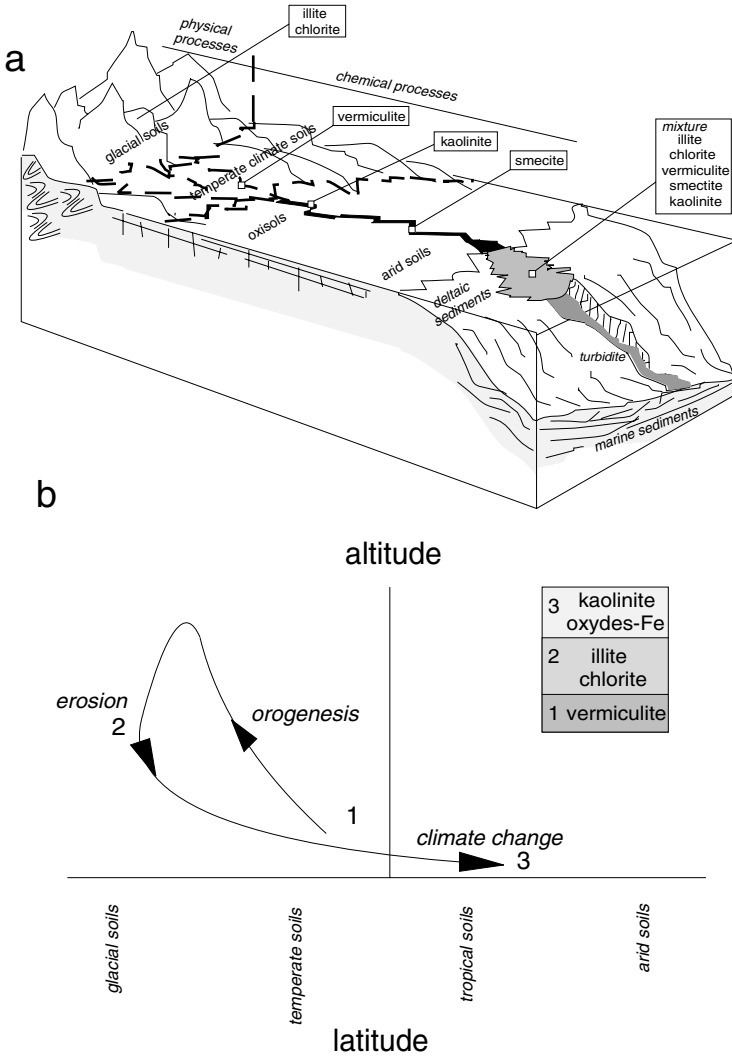 a
physical
processes
illite
chlorite
chemical processes
glacial soils
temperate climate soils
vermiculite
kaolinite
smecite
mixture
illite
chlorite
vermiculite
smectite
kaolinite
oxisols
arid soils
deltaic
sediments
turbidite
marine sediments
b
altitude
3 kaolinite
oxydes-Fe
2 illite
chlorite
1 vermiculite
erosion
2
orogenesis
1
climate change
3
glacial soils
temperate soils
tropical soils
arid soils
latitude